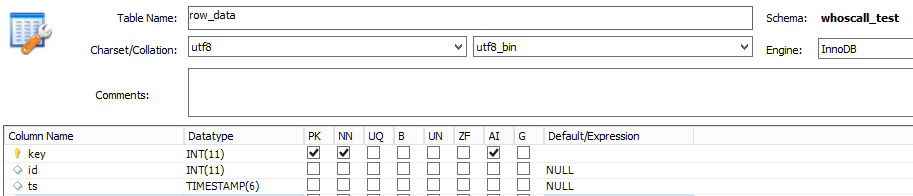 Table Name: row_data Schema: whoscall_test
Charset/Collation: utf8 utf8_bin Engine: InnoDB
Comments:
Column Name Datatype PK NN UQ B UN ZF AI G Default/Expression
key INT(11)
id INT(11) NULL
ts TIMESTAMP(6) NULL